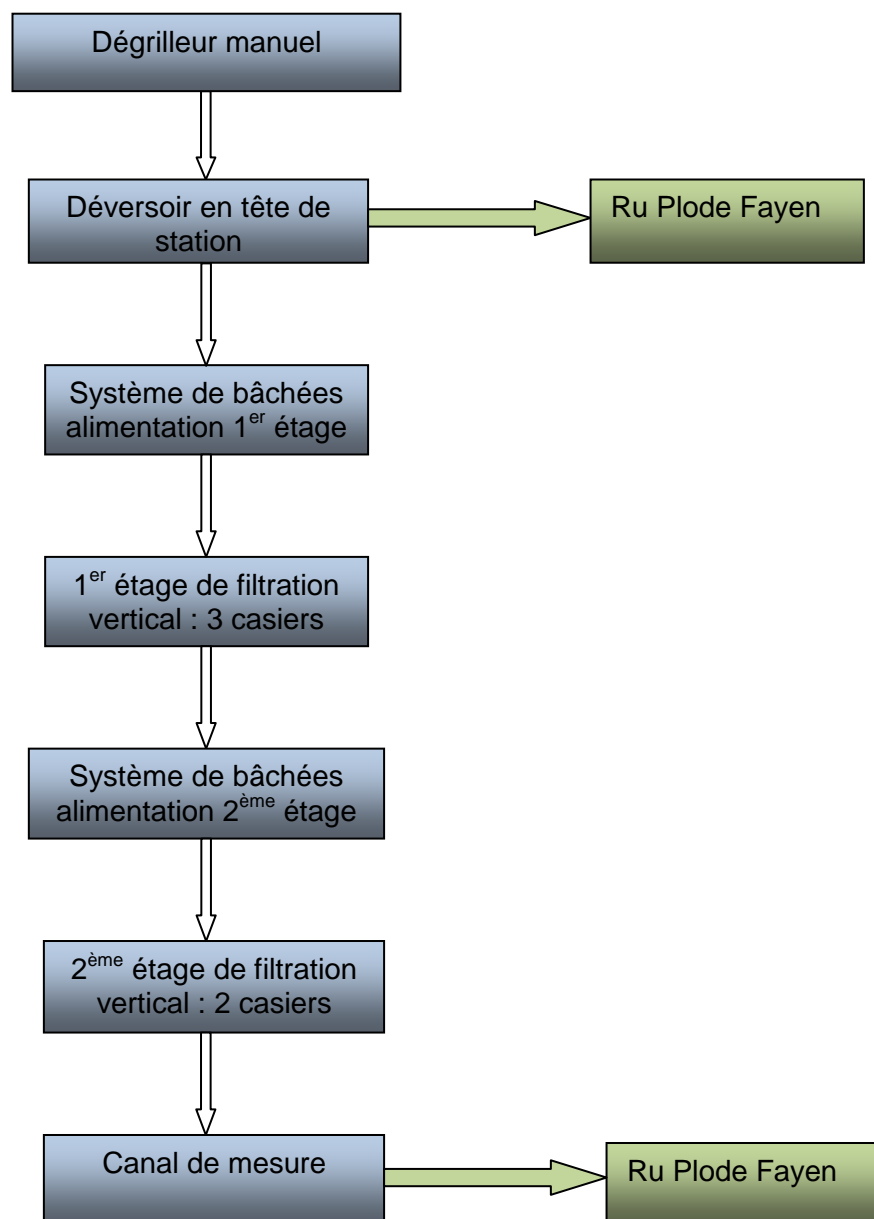 Dégrilleur manuel
Déversoir en tête de
station
Ru Plode Fayen
Système de bâchées
alimentation 1er étage
1er étage de filtration
vertical : 3 casiers
Système de bâchées
alimentation 2ème étage
2ème étage de filtration
vertical : 2 casiers
Canal de mesure
Ru Plode Fayen